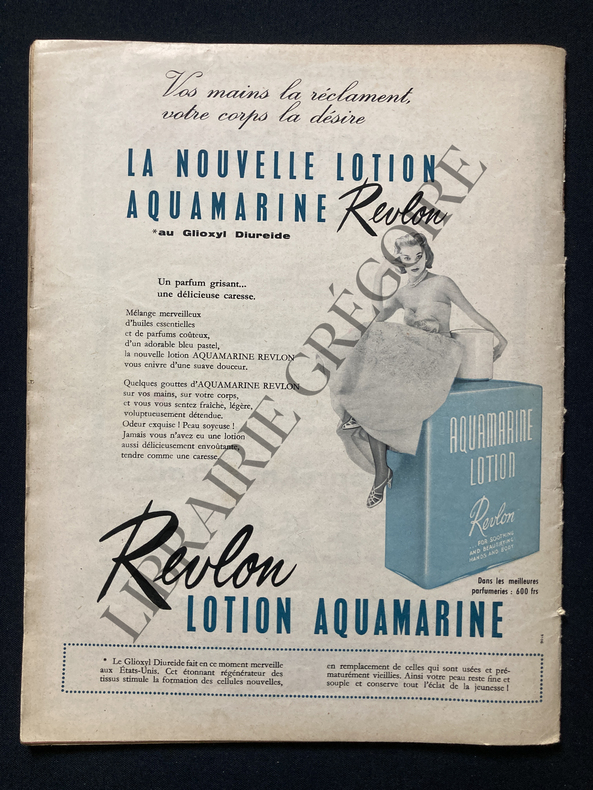 Vos mains la réclament,
votre corps la désire
LA NOUVELLE LOTION
AQUAMARINE Revlon
*au Glioxyl Diureide
Un parfum grisant...
une délicieuse caresse.
Mélange merveilleux
d'huiles essentielles
et de parfums coûteux,
d'un adorable bleu pastel,
la nouvelle lotion AQUAMARINE REVLON
vous enivre d'une suave douceur.
Quelques gouttes d'AQUAMARINE REVLON
sur vos mains, sur votre corps,
et vous vous sentez fraîche, légère,
voluptueusement détendue.
Odeur exquise ! Peau soyeuse !
Jamais vous n'avez eu une lotion
aussi délicieusement envoûtante,
tendre comme une caresse.
AQUAMARINE
LOTION
Revlon
FOR SOOTHING
AND BEAUTIFYING
HANDS AND BODY
Dans les meilleures
parfumeries : 600 frs
Revlon
LOTION AQUAMARINE
* Le Glioxyl Diureide fait en ce moment merveille
aux États-Unis. Cet étonnant régénérateur des
tissus stimule la formation des cellules nouvelles,
en remplacement de celles qui sont usées et pré-
maturément vieillies. Ainsi votre peau reste fine et
souple et conserve tout l'éclat de la jeunesse !
LIBRAIRIE GRÉGOIRE